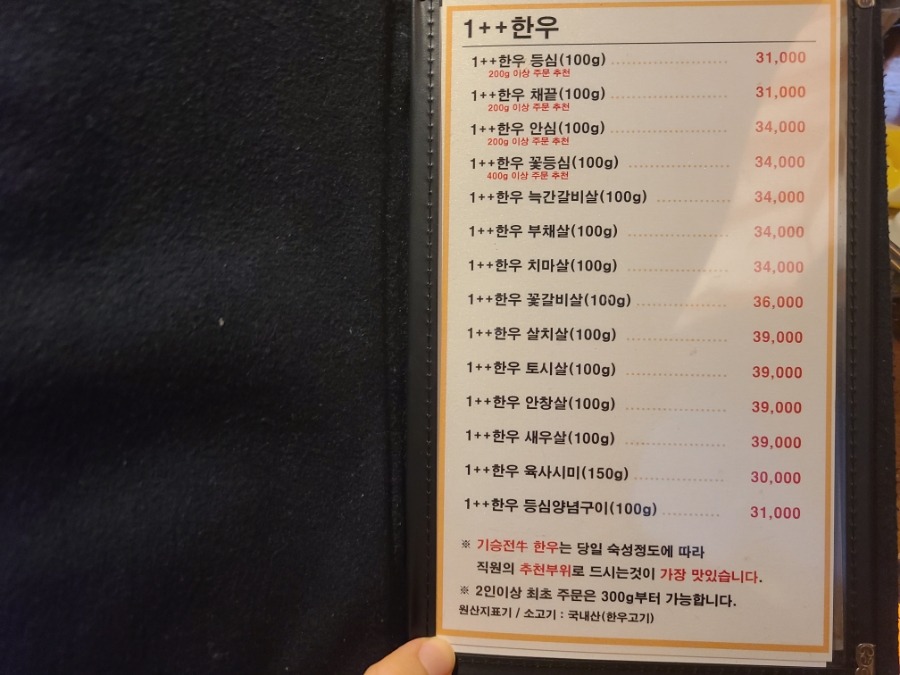 1++한우
1++한우 등심(100g) 31,000
200g 이상 주문 추천
1++한우 채끝(100g) 31,000
200g 이상 주문 추천
1++한우 안심(100g) 34,000
200g 이상 주문 추천
1++한우 꽃등심(100g) 34,000
400g 이상 주문 추천
1++한우 늑간갈비살(100g) 34,000
1++한우 부채살(100g) 34,000
1++한우 치마살(100g) 34,000
1++한우 꽃갈비살(100g) 36,000
1++한우 살치살(100g) 39,000
1++한우 토시살(100g) 39,000
1++한우 안창살(100g) 39,000
1++한우 새우살(100g) 39,000
1++한우 육사시미(150g) 30,000
1++한우 등심양념구이(100g) 31,000
※ 기승전牛 한우는 당일 숙성정도에 따라
직원의 추천부위로 드시는것이 가장 맛있습니다.
※ 2인이상 최초 주문은 300g부터 가능합니다.
원산지표기 / 소고기 : 국내산(한우고기)